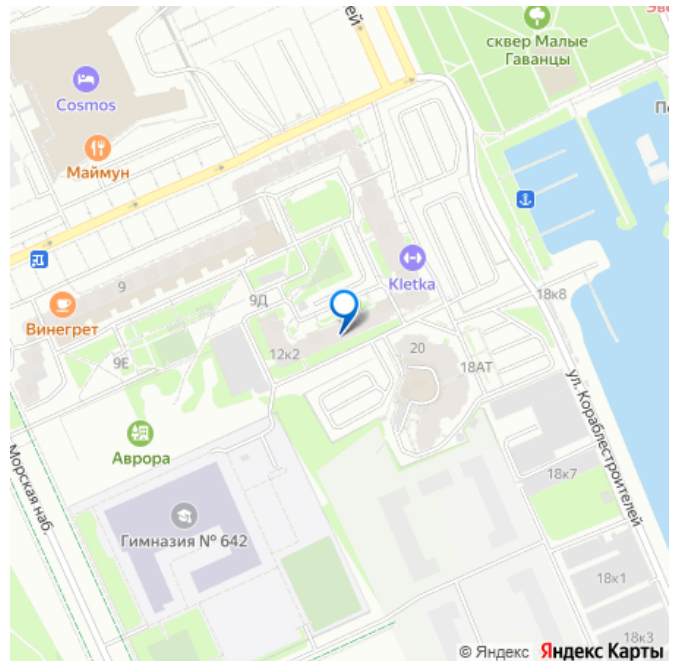 ей
сквер Малые
Гаванцы
Cosmos
Маймун
Kletka
9
9Д
18к8
Винегрет
9Е
12к2
20
18АТ
ул. Кораблестроителей
Аврора
Морская наб.
18к7
Гимназия № 642
18к1
18к3
© Яндекс Яндекс Карты